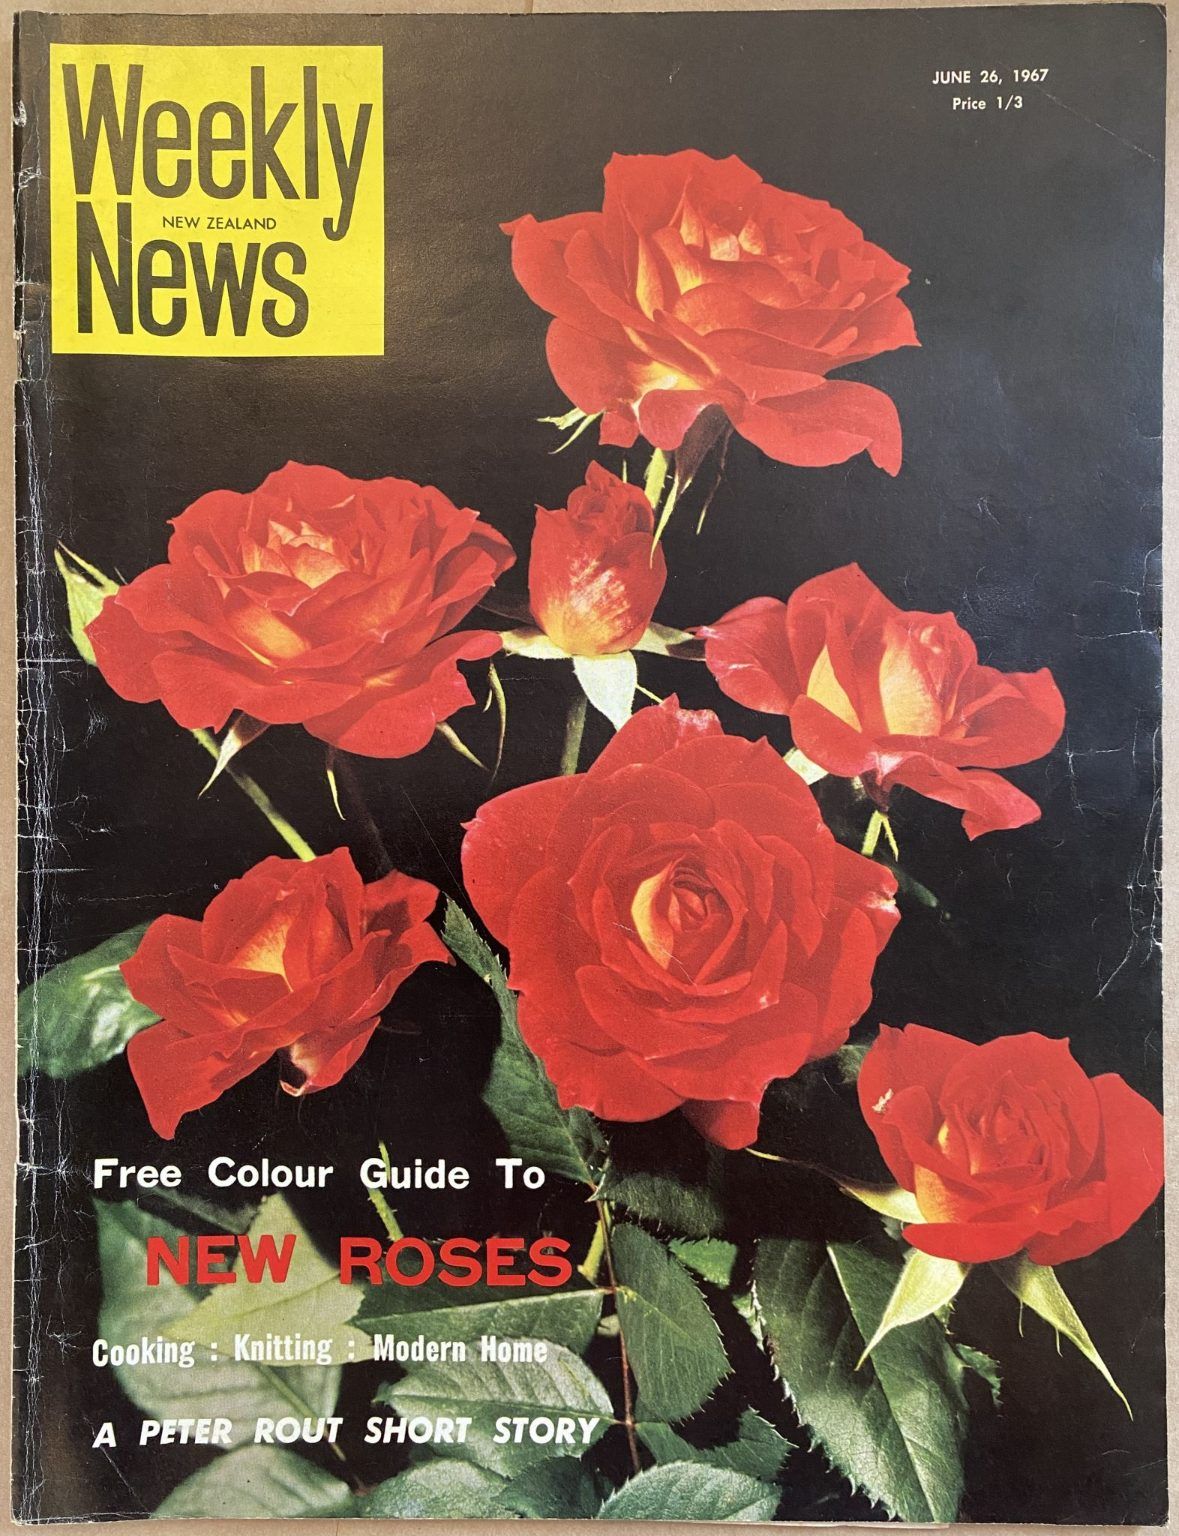 Weekly
NEW ZEALAND
News
JUNE 26, 1967
Price 1/3
Free Colour Guide To
NEW ROSES
Cooking : Knitting : Modern Home
A PETER ROUT SHORT STORY